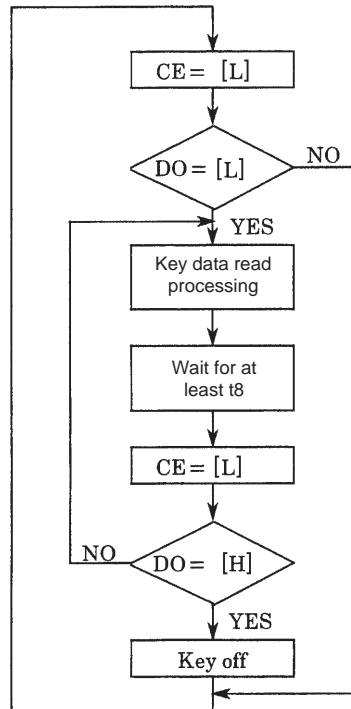 CE = [L]
DO = [L]
NO
YES
Key data read
processing
Wait for at
least t8
CE = [L]
NO
DO = [H]
YES
Key off